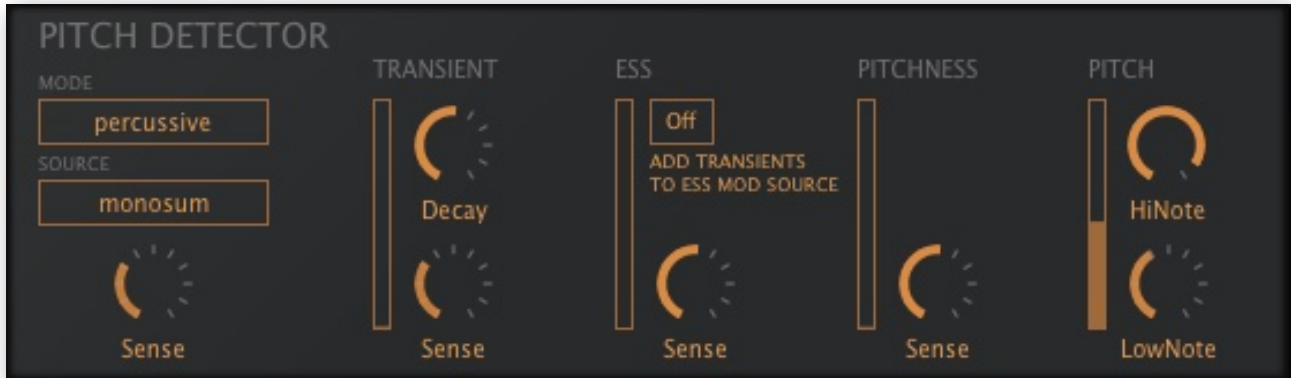 PITCH DETECTOR
MODE
percussive
SOURCE
monosum
Sense
TRANSIENT
Decay
Sense
ESS
Off
ADD TRANSIENTS
TO ESS MOD SOURCE
Sense
PITCHNESS
Sense
PITCH
HiNote
LowNote